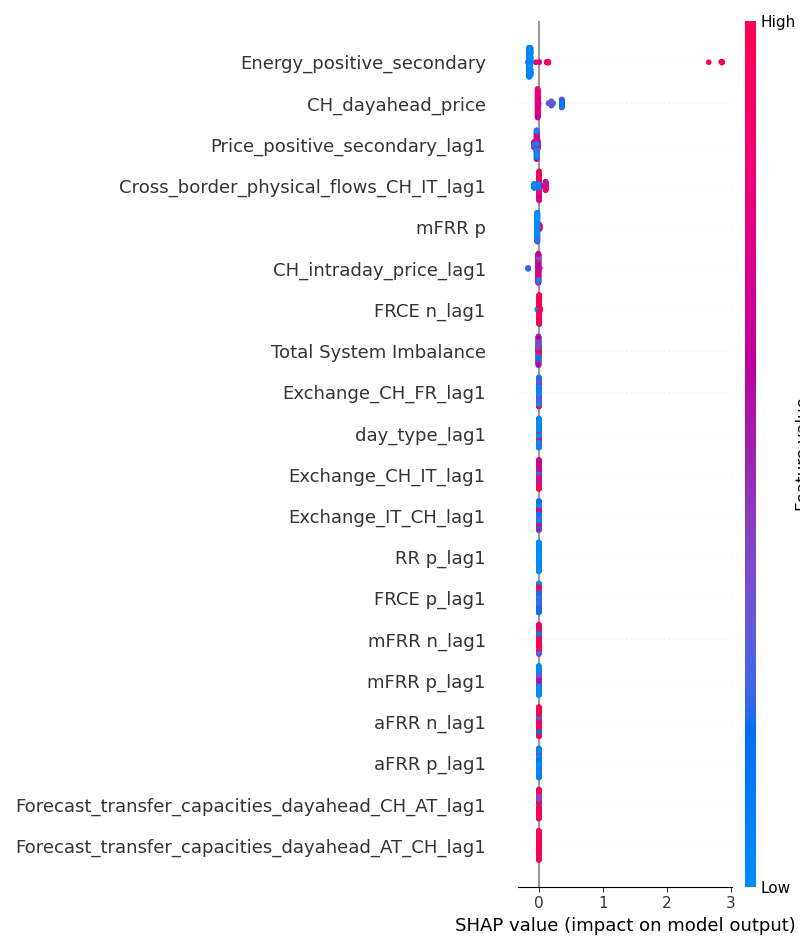 High
Energy_positive_secondary
CH_dayahead_price
Price_positive_secondary_lag1
Cross_border_physical_flows_CH_IT_lag1
mFRR p
CH_intraday_price_lag1
FRCE n_lag1
Total System Imbalance
Exchange_CH_FR_lag1
day_type_lag1
Exchange_CH_IT_lag1
Exchange_IT_CH_lag1
RR p_lag1
FRCE p_lag1
mFRR n_lag1
mFRR p_lag1
aFRR n_lag1
aFRR p_lag1
Forecast_transfer_capacities_dayahead_CH_AT_lag1
Forecast_transfer_capacities_dayahead_AT_CH_lag1
Low
0 1 2 3
SHAP value (impact on model output)